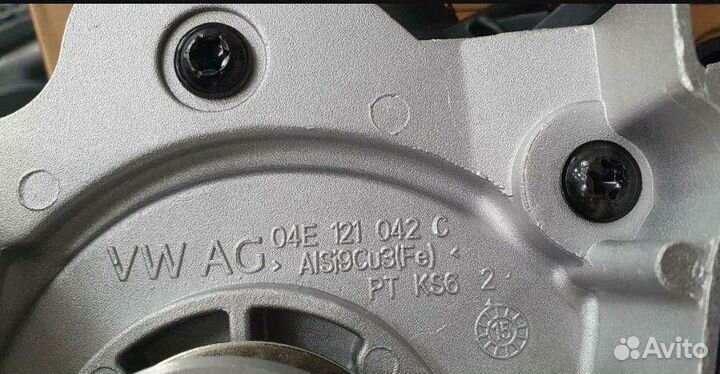 VW AG 04E 121 042 C
>AlSi9Cu3(Fe)<
PT KS6 2
15
Avito